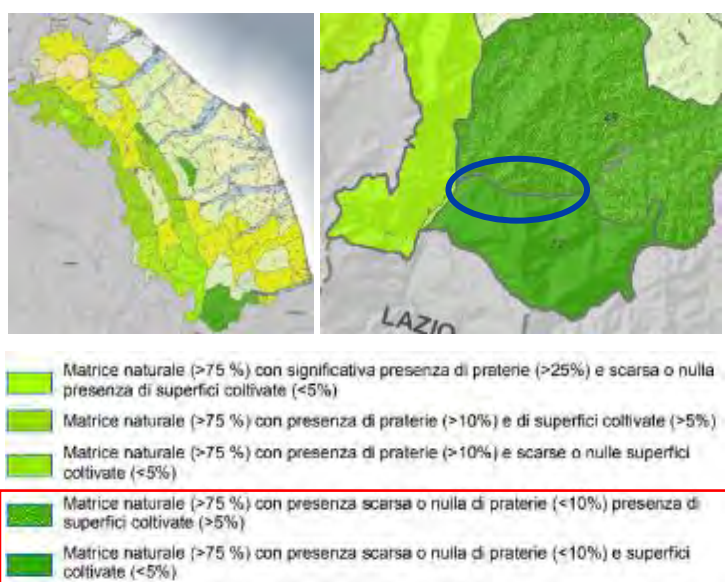 LAZIO
Matrice naturale (>75 %) con significativa presenza di praterie (>25%) e scarsa o nulla
presenza di superfici coltivate (<5%)
Matrice naturale (>75 %) con presenza di praterie (>10%) e di superfici coltivate (>5%)
Matrice naturale (>75 %) con presenza di praterie (>10%) e scarse o nulle superfici
coltivate (<5%)
Matrice naturale (>75 %) con presenza scarsa o nulla di praterie (<10%) presenza di
superfici coltivate (>5%)
Matrice naturale (>75 %) con presenza scarsa o nulla di praterie (<10%) e superfici
coltivate (<5%)